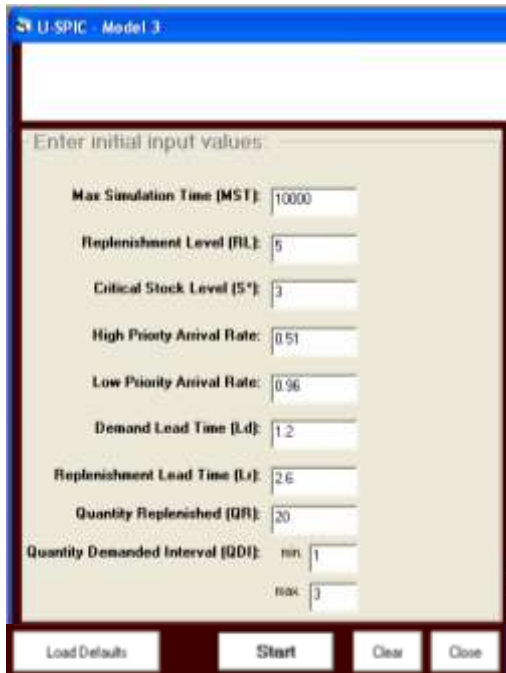 U-SPIC - Model 3
Enter initial input values:
Max Simulation Time (MST): 10000
Replenishment Level (RL): 5
Critical Stock Level (S*): 3
High Priorty Arrival Rate: 0.51
Low Priority Arrival Rate: 0.96
Demand Lead Time (Ld): 1.2
Replenishment Lead Time (Lr): 2.6
Quantity Replenished (QR): 20
Quantity Demanded Interval (QDI): min 1
max 3
Load Defaults Start Clear Close